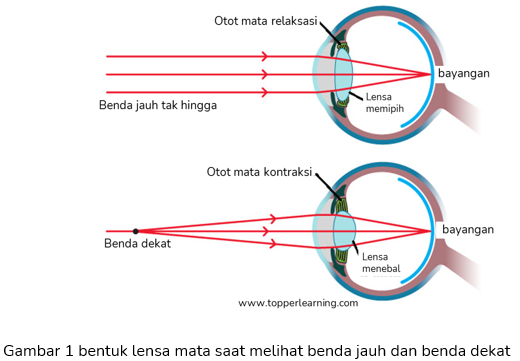 Otot mata relaksasi
bayangan
Lensa
memipih
Benda jauh tak hingga
Otot mata kontraksi
bayangan
Benda dekat
Lensa
menebal
www.topperlearning.com
Gambar 1 bentuk lensa mata saat melihat benda jauh dan benda dekat